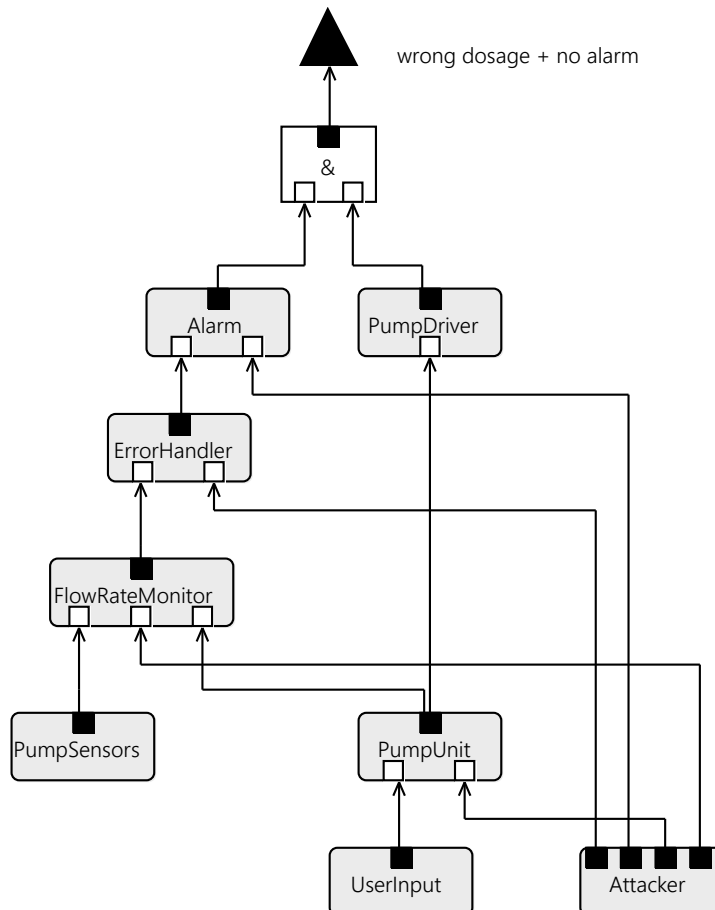 wrong dosage + no alarm
&
Alarm
PumpDriver
ErrorHandler
FlowRateMonitor
PumpSensors
PumpUnit
UserInput
Attacker